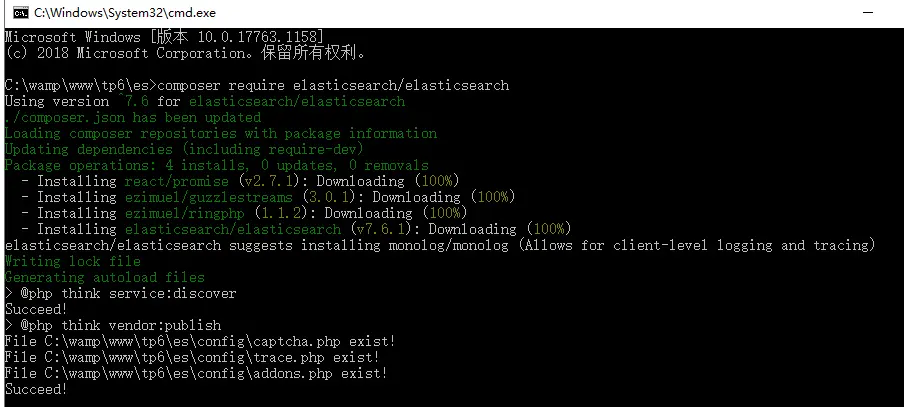 C:\Windows\System32\cmd.exe
Microsoft Windows [版本 10.0.17763.1158]
(c) 2018 Microsoft Corporation。保留所有权利。
C:\wamp\www\tp6\es>composer require elasticsearch/elasticsearch
Using version ^7.6 for elasticsearch/elasticsearch
./composer.json has been updated
Loading composer repositories with package information
Updating dependencies (including require-dev)
Package operations: 4 installs, 0 updates, 0 removals
- Installing react/promise (v2.7.1): Downloading (100%)
- Installing ezimuel/guzzlestreams (3.0.1): Downloading (100%)
- Installing ezimuel/ringphp (1.1.2): Downloading (100%)
- Installing elasticsearch/elasticsearch (v7.6.1): Downloading (100%)
elasticsearch/elasticsearch suggests installing monolog/monolog (Allows for client-level logging and tracing)
Writing lock file
Generating autoload files
> @php think service:discover
Succeed!
> @php think vendor:publish
File C:\wamp\www\tp6\es\config\captcha.php exist!
File C:\wamp\www\tp6\es\config\trace.php exist!
File C:\wamp\www\tp6\es\config\addons.php exist!
Succeed!